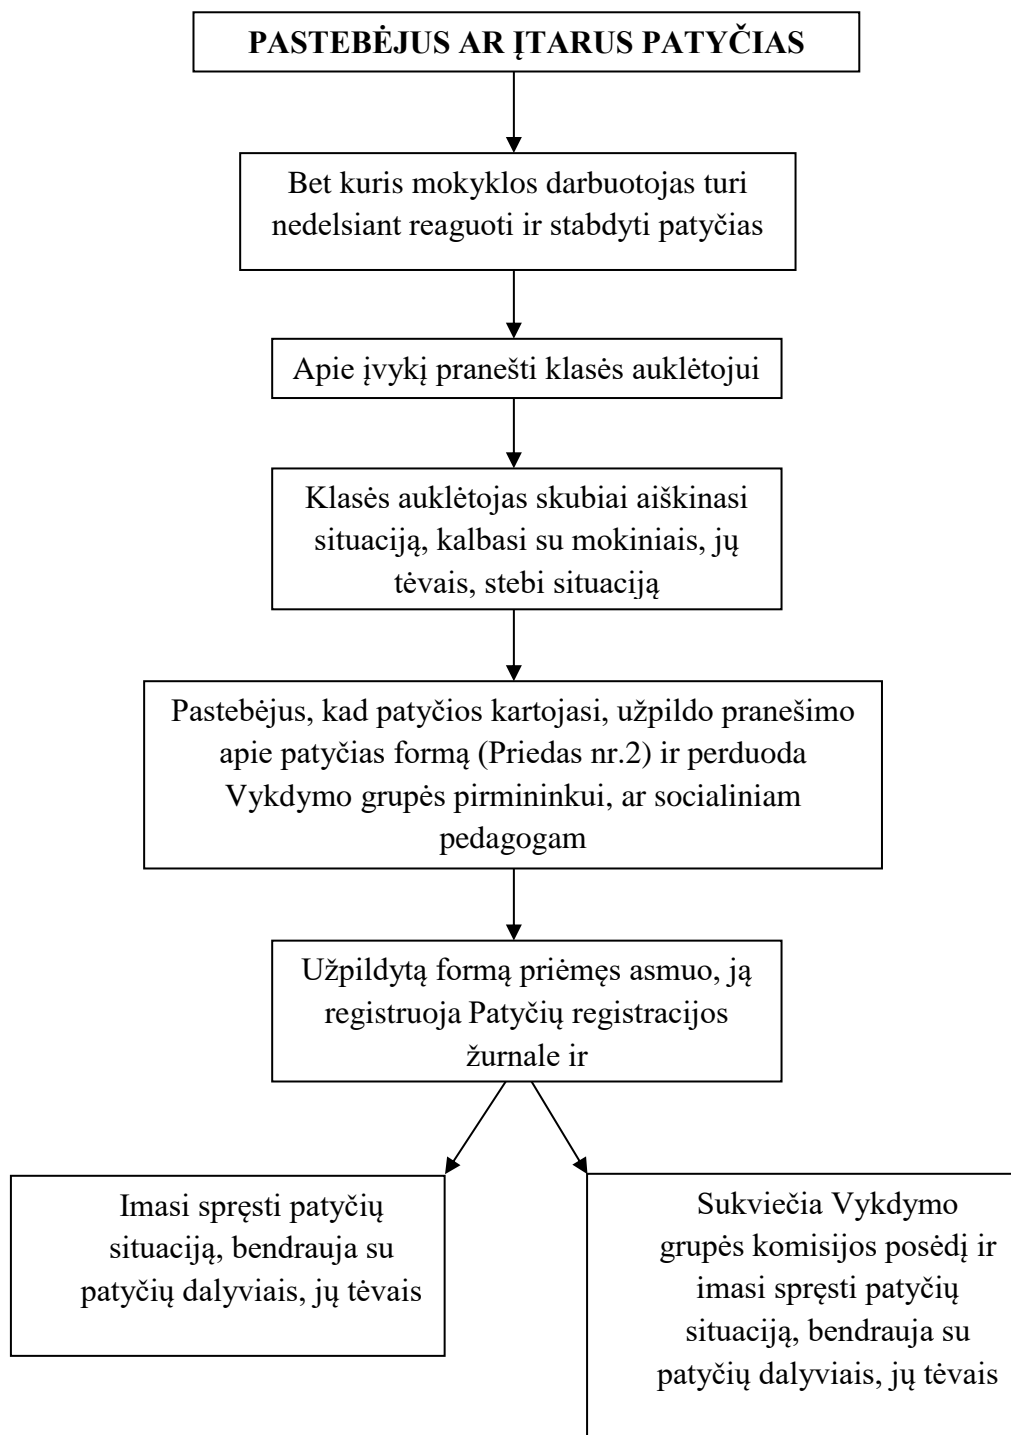 PASTEBĖJUS AR ĮTARUS PATYČIAS
Bet kuris mokyklos darbuotojas turi
nedelsiant reaguoti ir stabdyti patyčias
Apie įvykį pranešti klasės auklėtojui
Klasės auklėtojas skubiai aiškinasi
situaciją, kalbasi su mokiniais, jų
tėvais, stebi situaciją
Pastebėjus, kad patyčios kartojasi, užpildo pranešimo
apie patyčias formą (Priedas nr.2) ir perduoda
Vykdymo grupės pirmininkui, ar socialiniam
pedagogam
Užpildytą formą priėmęs asmuo, ją
registruoja Patyčių registracijos
žurnale ir
Imasi spręsti patyčių
situaciją, bendrauja su
patyčių dalyviais, jų tėvais
Sukviečia Vykdymo
grupės komisijos posėdį ir
imasi spręsti patyčių
situaciją, bendrauja su
patyčių dalyviais, jų tėvais